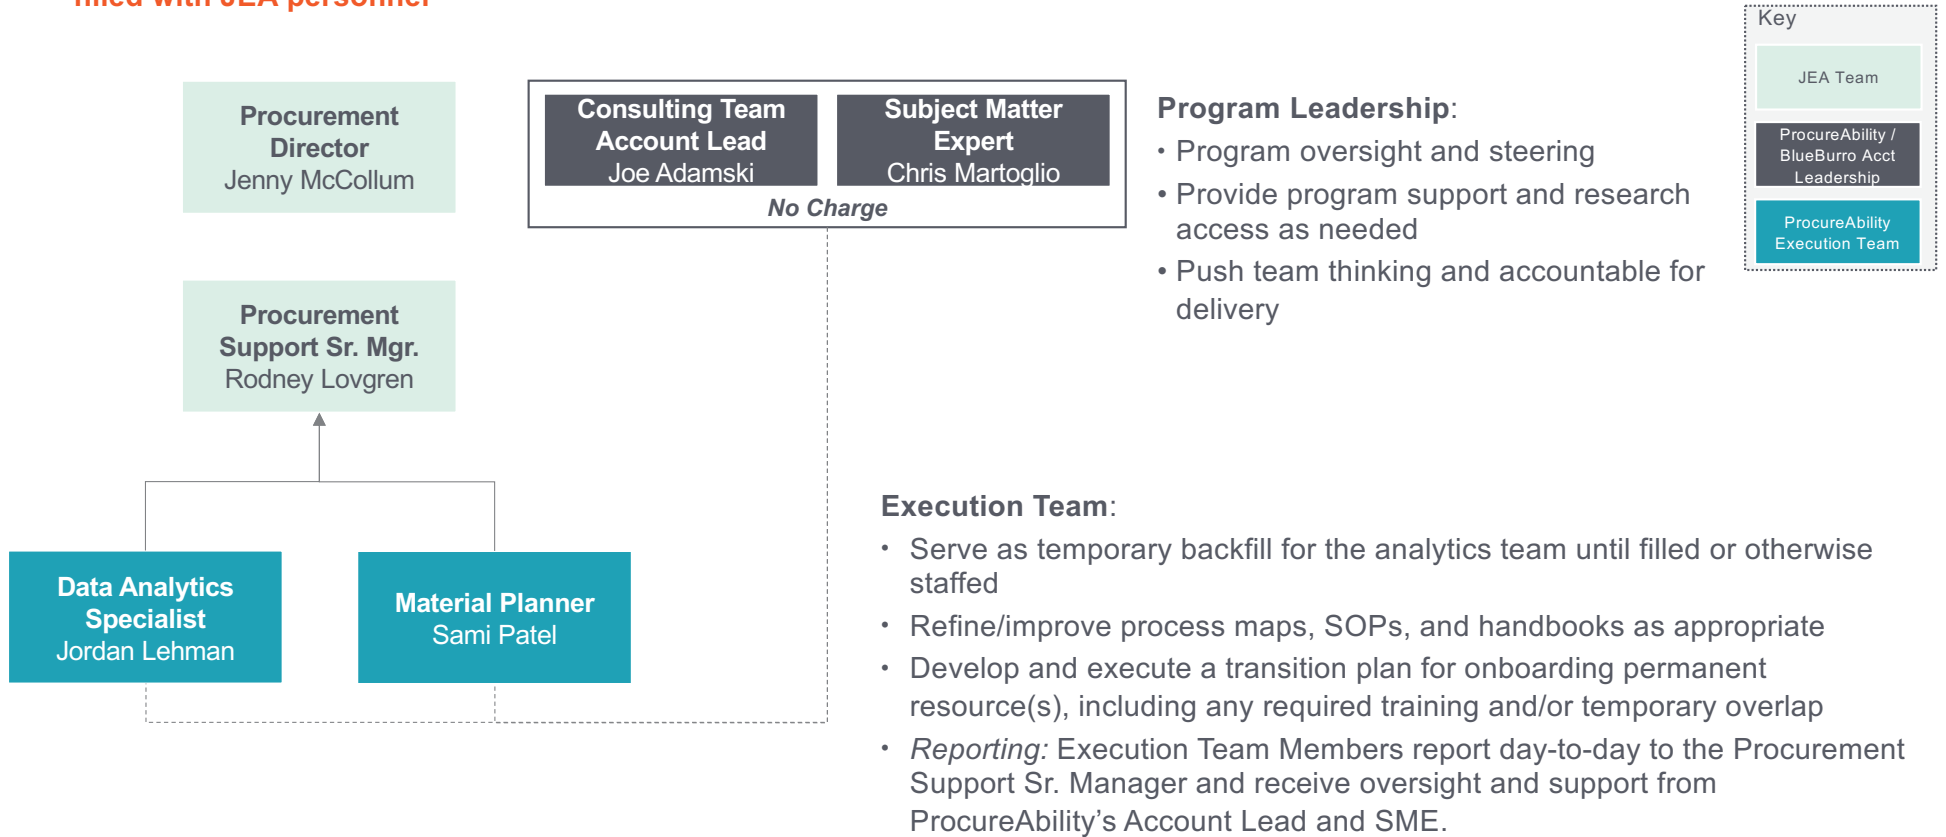 filled with JEA personnel
Key
JEA Team
ProcureAbility /
BlueBurro Acct
Leadership
ProcureAbility
Execution Team
Procurement
Director
Jenny McCollum
Consulting Team
Account Lead
Joe Adamski
Subject Matter
Expert
Chris Martoglio
No Charge
Program Leadership:
• Program oversight and steering
• Provide program support and research
access as needed
• Push team thinking and accountable for
delivery
Procurement
Support Sr. Mgr.
Rodney Lovgren
Data Analytics
Specialist
Jordan Lehman
Material Planner
Sami Patel
Execution Team:
• Serve as temporary backfill for the analytics team until filled or otherwise
staffed
• Refine/improve process maps, SOPs, and handbooks as appropriate
• Develop and execute a transition plan for onboarding permanent
resource(s), including any required training and/or temporary overlap
• Reporting: Execution Team Members report day-to-day to the Procurement
Support Sr. Manager and receive oversight and support from
ProcureAbility’s Account Lead and SME.